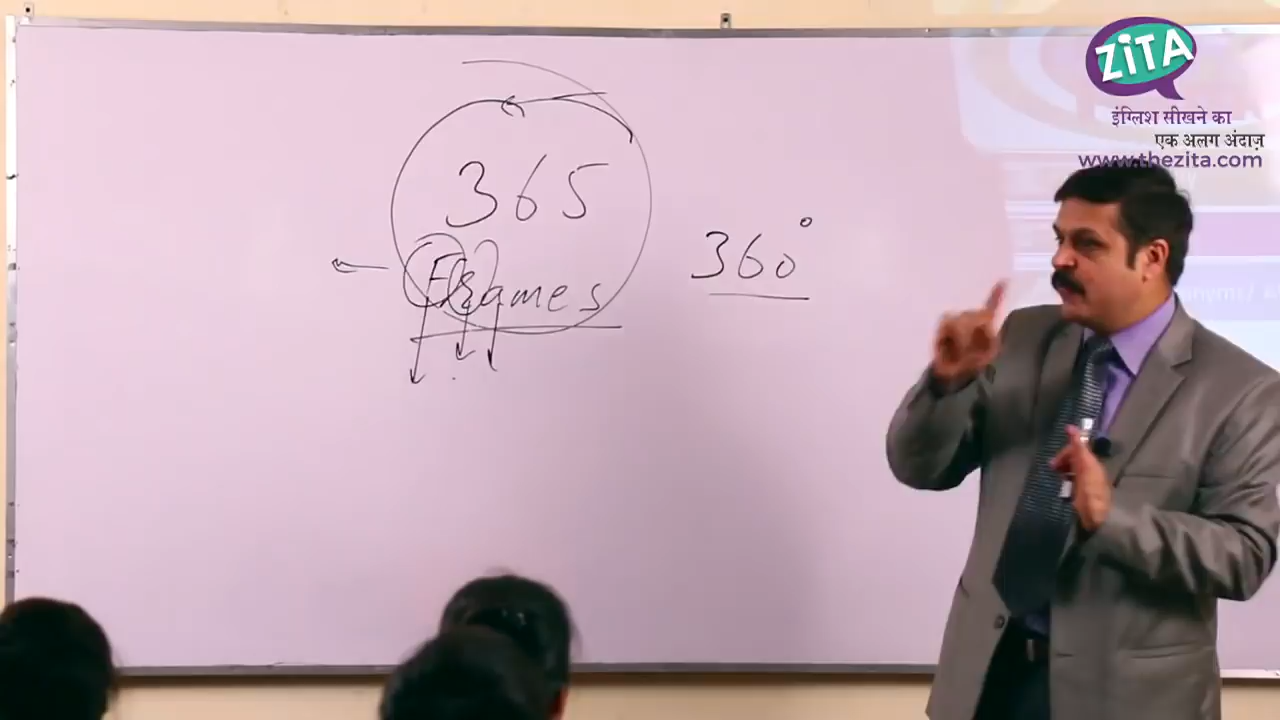 365
Frames
360°
ZiTA
इंग्लिश सीखने का
एक अलग अंदाज़
www.thezita.com